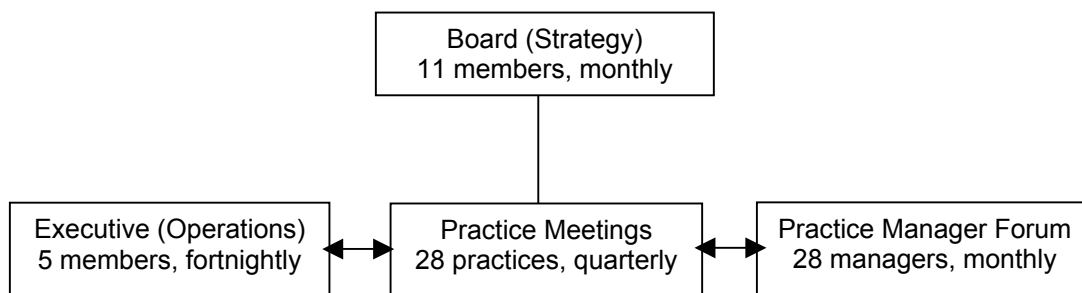 Board (Strategy)
11 members, monthly
Executive (Operations)
5 members, fortnightly
Practice Meetings
28 practices, quarterly
Practice Manager Forum
28 managers, monthly